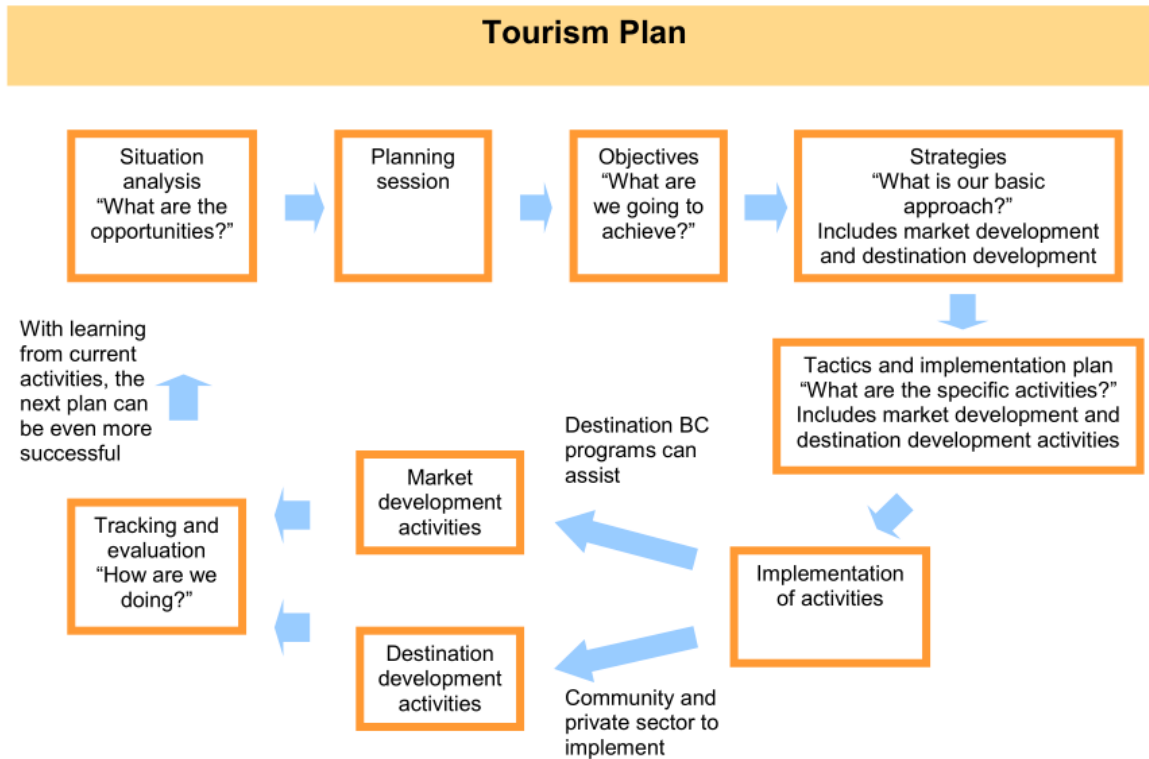 Tourism Plan
Situation
analysis
“What are the
opportunities?”
Planning
session
Objectives
“What are
we going to
achieve?”
Strategies
“What is our basic
approach?”
Includes market development
and destination development
Tactics and implementation plan
“What are the specific activities?”
Includes market development and
destination development activities
Implementation
of activities
Destination BC
programs can
assist
Market
development
activities
Community and
private sector to
implement
Destination
development
activities
Tracking and
evaluation
“How are we
doing?”
With learning
from current
activities, the
next plan can
be even more
successful